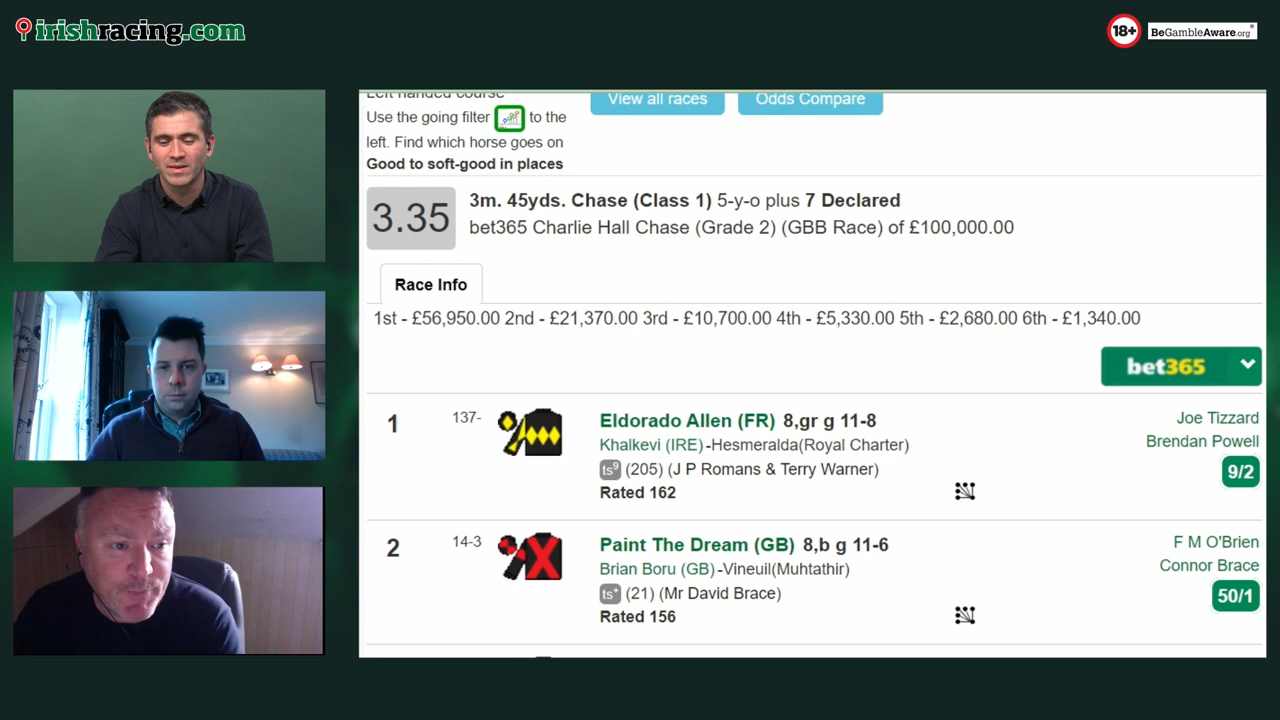 irishracing.com
18+
BeGambleAware.org®
Left handed course
View all races
Odds Compare
Use the going filter to the
left. Find which horse goes on
Good to soft-good in places
3.35
3m. 45yds. Chase (Class 1) 5-y-o plus 7 Declared
bet365 Charlie Hall Chase (Grade 2) (GBB Race) of £100,000.00
Race Info
1st - £56,950.00 2nd - £21,370.00 3rd - £10,700.00 4th - £5,330.00 5th - £2,680.00 6th - £1,340.00
bet365
1
137-
Eldorado Allen (FR) 8,gr g 11-8
Khalkevi (IRE)-Hesmeralda(Royal Charter)
ts9 (205) (J P Romans & Terry Warner)
Rated 162
Joe Tizzard
Brendan Powell
9/2
2
14-3
Paint The Dream (GB) 8,b g 11-6
Brian Boru (GB)-Vineuil(Muhtathir)
ts+ (21) (Mr David Brace)
Rated 156
F M O'Brien
Connor Brace
50/1